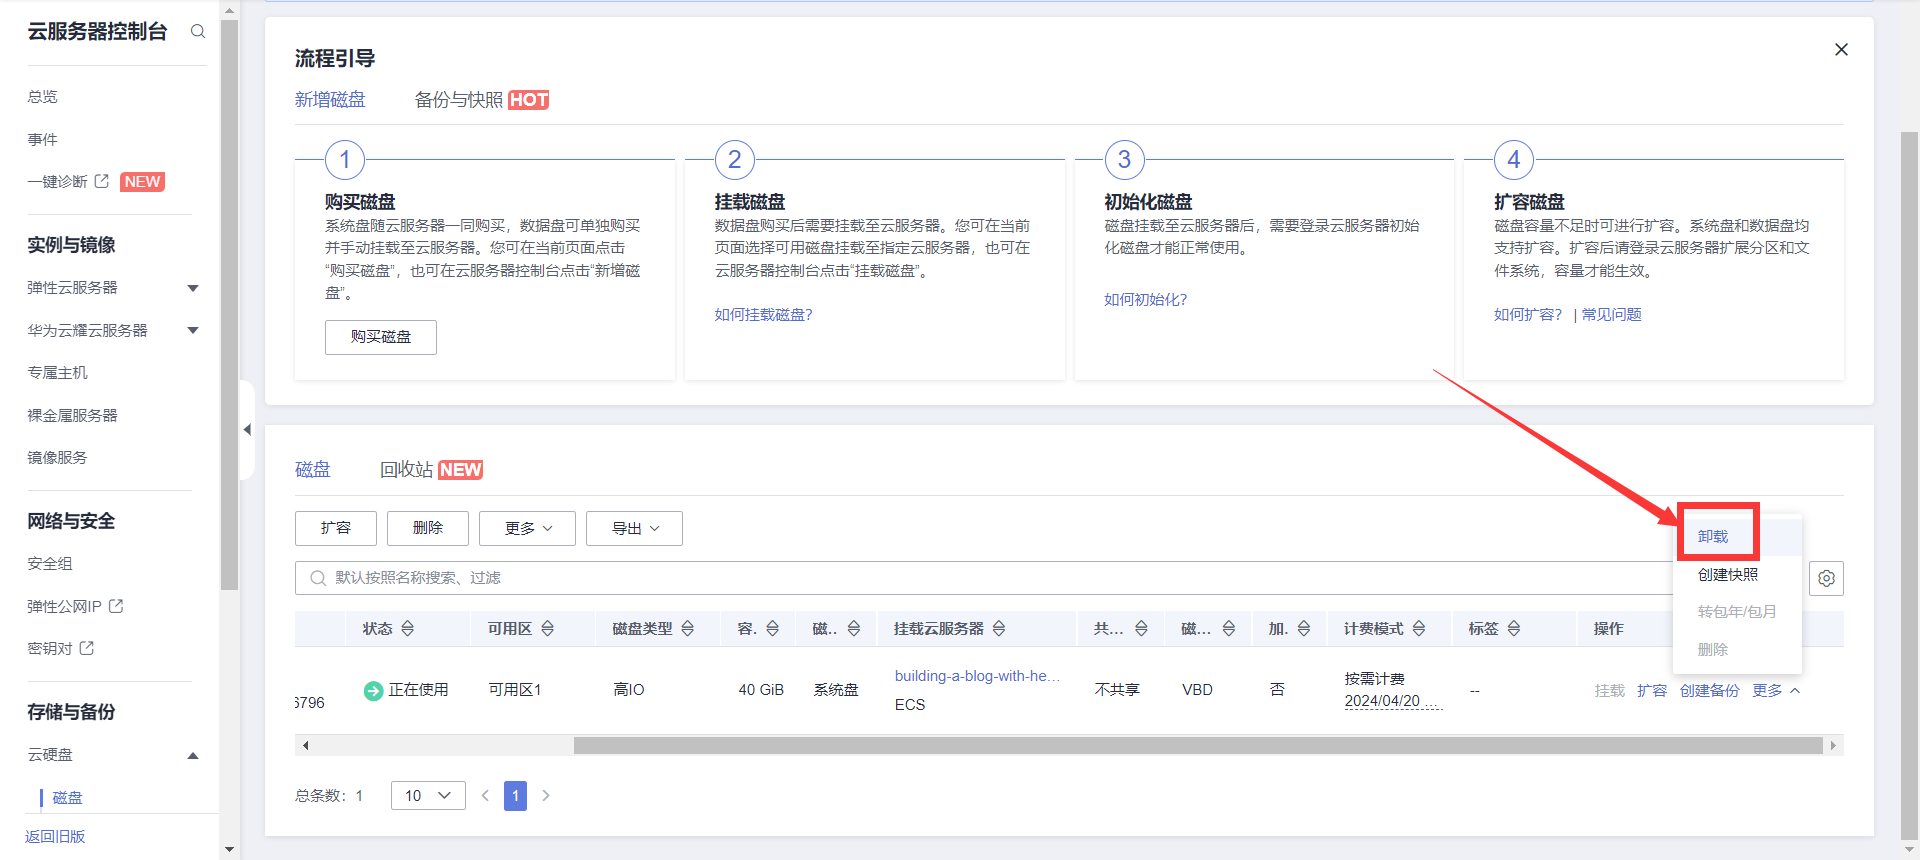 云服务器控制台
总览
事件
一键诊断 NEW
实例与镜像
弹性云服务器
华为云耀云服务器
专属主机
裸金属服务器
镜像服务
网络与安全
安全组
弹性公网IP
密钥对
存储与备份
云硬盘
磁盘
返回旧版
流程引导
新增磁盘 备份与快照 HOT
1
购买磁盘
系统盘随云服务器一同购买，数据盘可单独购买
并手动挂载至云服务器。您可在当前页面点击
“购买磁盘”，也可在云服务器控制台点击“新增磁
盘”。
购买磁盘
2
挂载磁盘
数据盘购买后需要挂载至云服务器。您可在当前
页面选择可用磁盘挂载至指定云服务器，也可在
云服务器控制台点击“挂载磁盘”。
如何挂载磁盘?
3
初始化磁盘
磁盘挂载至云服务器后，需要登录云服务器初始
化磁盘才能正常使用。
如何初始化?
4
扩容磁盘
磁盘容量不足时可进行扩容。系统盘和数据盘均
支持扩容。扩容后请登录云服务器扩展分区和文
件系统，容量才能生效。
如何扩容? | 常见问题
磁盘 回收站 NEW
扩容 删除 更多 导出
默认按照名称搜索、过滤
卸载
创建快照
转包年/包月
删除
状态 可用区 磁盘类型 容. 磁.. 挂载云服务器 共... 磁... 加. 计费模式 标签 操作
6796 正在使用 可用区1 高IO 40 GiB 系统盘 building-a-blog-with-he...
ECS
不共享 VBD 否 按需计费
2024/04/20 ...
-- 挂载 扩容 创建备份 更多
总条数: 1 10 1